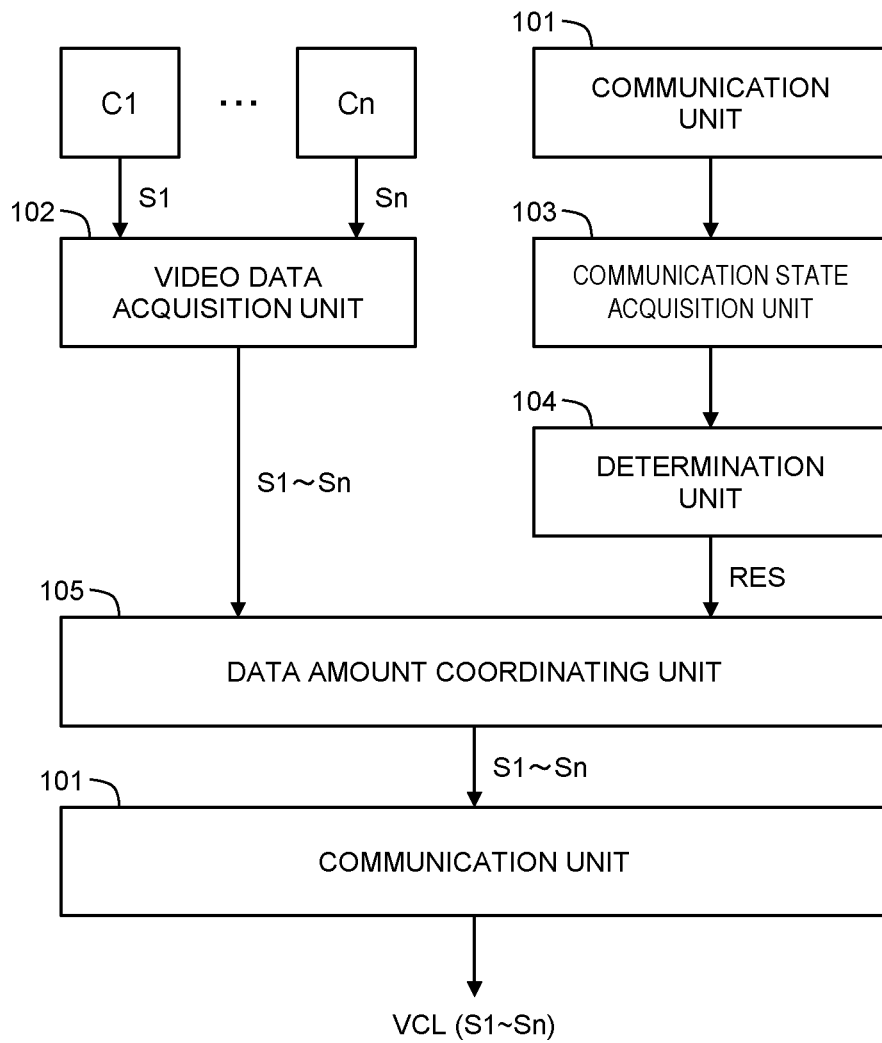 101
C1
...
Cn
COMMUNICATION
UNIT
S1
Sn
102
103
VIDEO DATA
ACQUISITION UNIT
COMMUNICATION STATE
ACQUISITION UNIT
104
DETERMINATION
UNIT
S1～Sn
RES
105
DATA AMOUNT COORDINATING UNIT
S1～Sn
101
COMMUNICATION UNIT
VCL (S1~Sn)